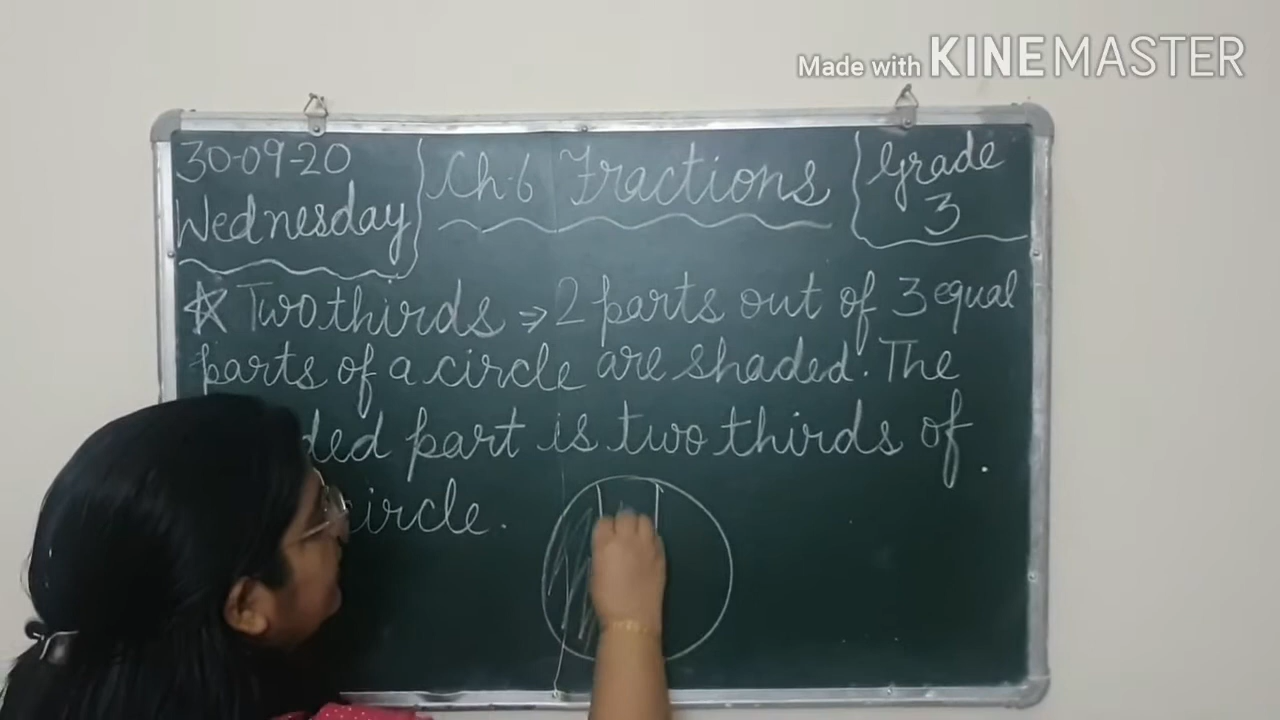 Made with KINEMASTER
30-09-20
Wednesday
Ch-6 Fractions
Grade
3
Two thirds ⇒ 2 parts out of 3 equal
parts of a circle are shaded. The
ded part is two thirds of
circle.